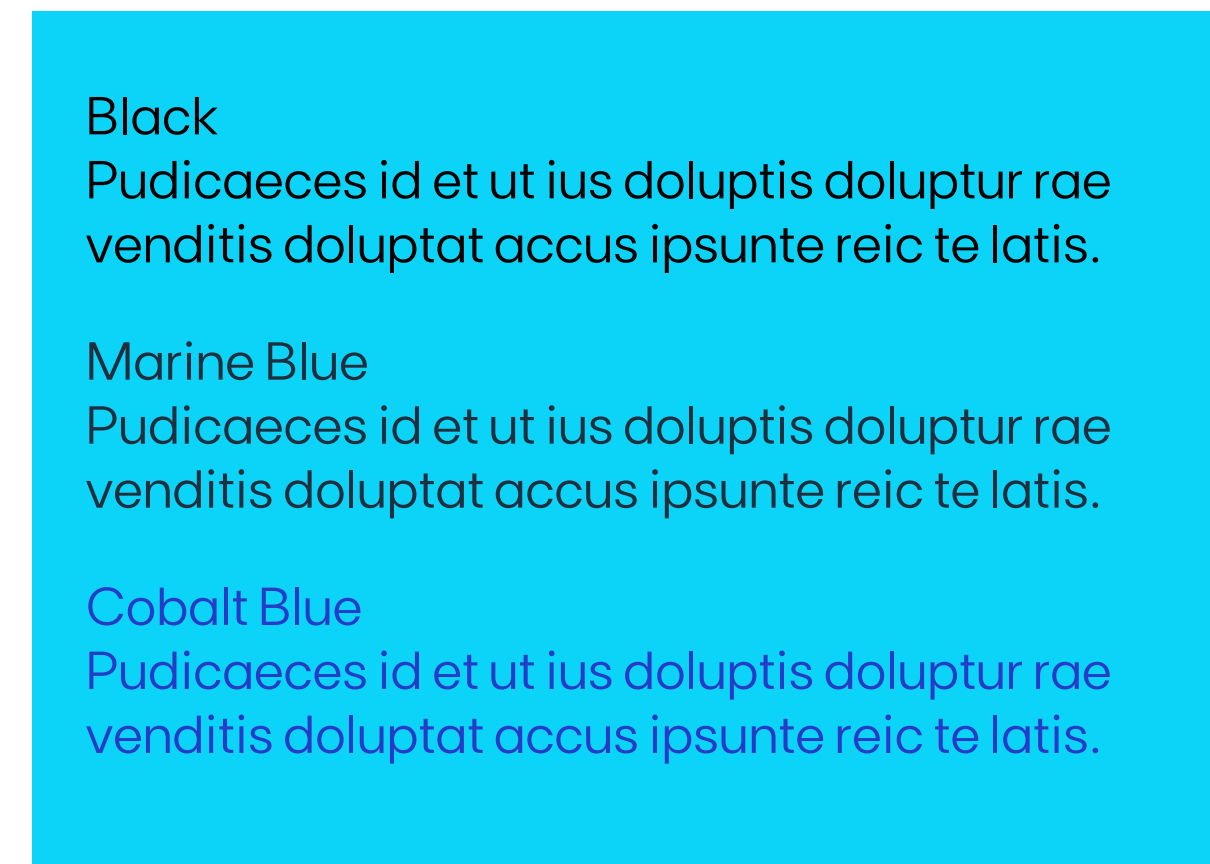 Black
Pudicaeces id et ut ius doluptis doluptur rae
venditis doluptat accus ipsunte reic te latis.
Marine Blue
Pudicaeces id et ut ius doluptis doluptur rae
venditis doluptat accus ipsunte reic te latis.
Cobalt Blue
Pudicaeces id et ut ius doluptis doluptur rae
venditis doluptat accus ipsunte reic te latis.